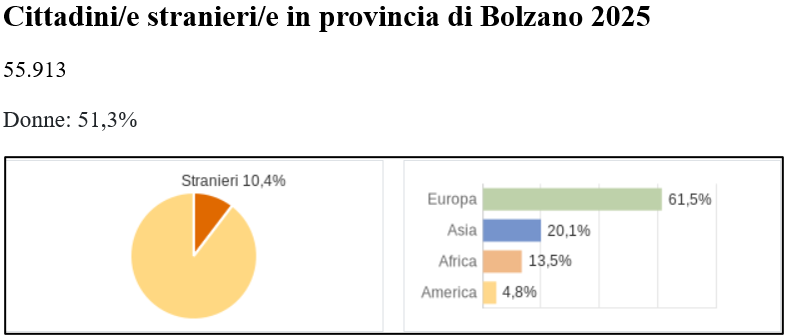 Cittadini/e stranieri/e in provincia di Bolzano 2025
55.913
Donne: 51,3%
Stranieri 10,4%
Europa 61,5%
Asia 20,1%
Africa 13,5%
America 4,8%